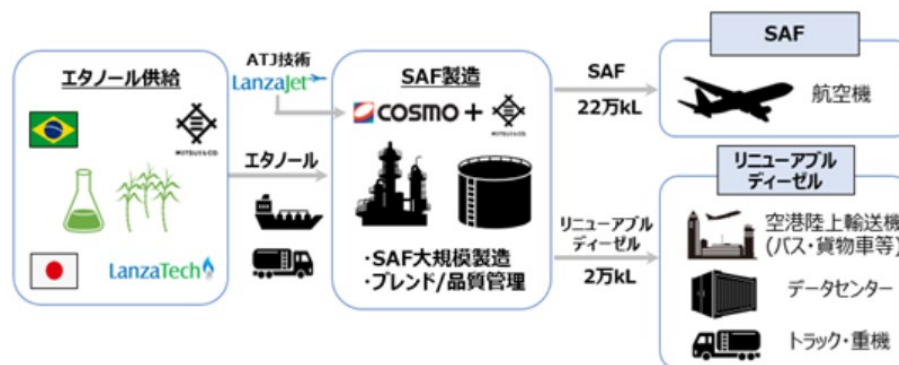 エタノール供給
MITSUI & CO.
LanzaTech
ATJ技術
LanzaJet
エタノール
SAF製造
COSMO +
MITSUI & CO.
・SAF大規模製造
・ブレンド/品質管理
SAF
22万kL
リニューアブル
ディーゼル
2万kL
SAF
航空機
リニューアブル
ディーゼル
空港陸上輸送機
(バス・貨物車等)
データセンター
トラック・重機